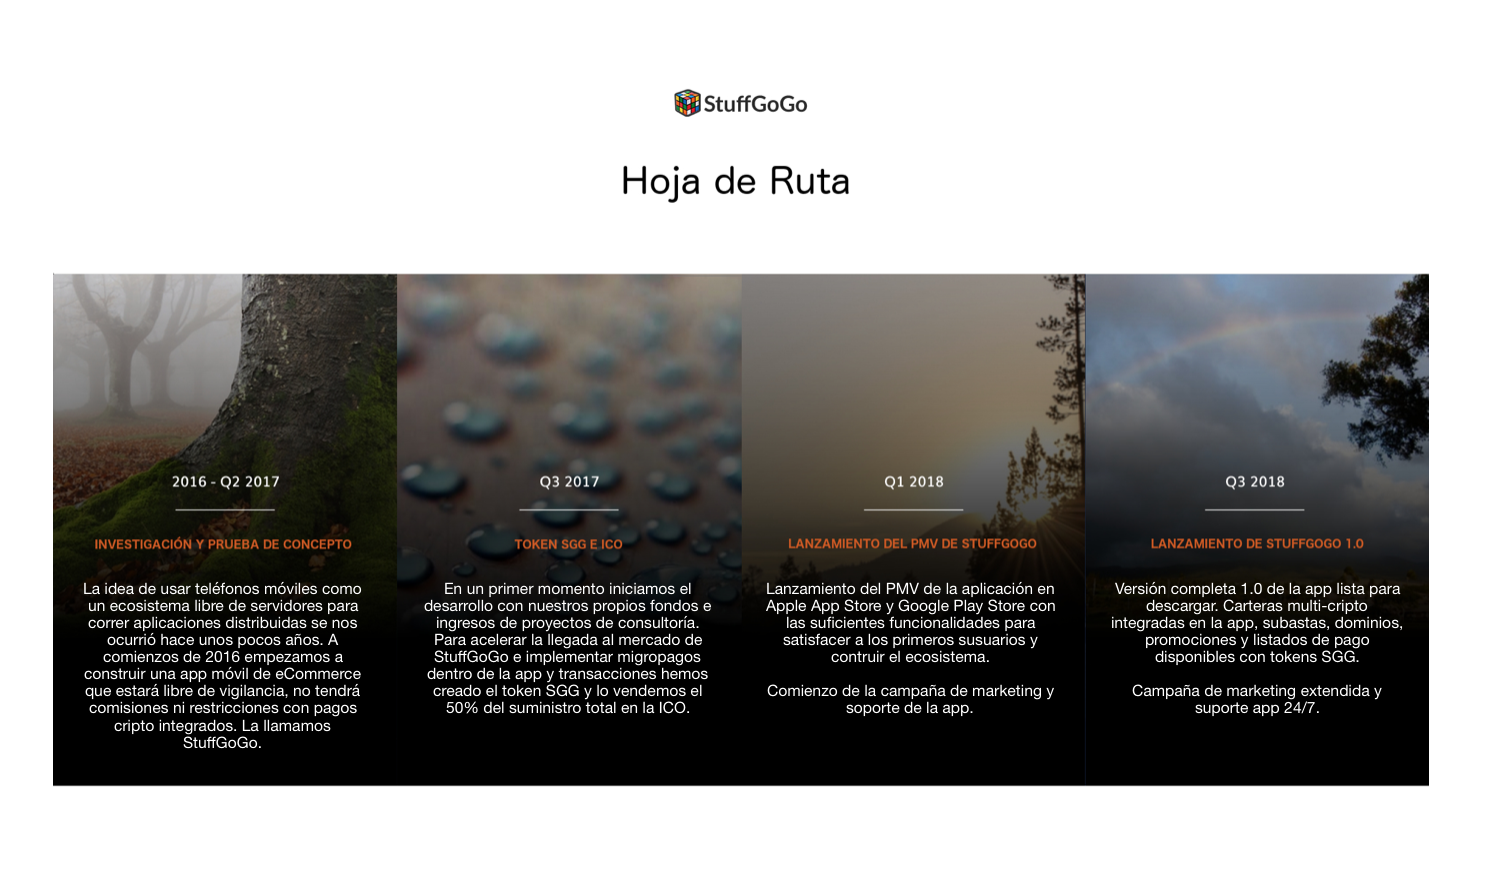 StuffGoGo
Hoja de Ruta
2016 - Q2 2017
INVESTIGACIÓN Y PRUEBA DE CONCEPTO
La idea de usar teléfonos móviles como
un ecosistema libre de servidores para
correr aplicaciones distribuidas se nos
ocurrió hace unos pocos años. A
comienzos de 2016 empezamos a
construir una app móvil de eCommerce
que estará libre de vigilancia, no tendrá
comisiones ni restricciones con pagos
cripto integrados. La llamamos
StuffGoGo.
Q3 2017
TOKEN SGG E ICO
En un primer momento iniciamos el
desarrollo con nuestros propios fondos e
ingresos de proyectos de consultoría.
Para acelerar la llegada al mercado de
StuffGoGo e implementar migropagos
dentro de la app y transacciones hemos
creado el token SGG y lo vendemos el
50% del suministro total en la ICO.
Q1 2018
LANZAMIENTO DEL PMV DE STUFFGOGO
Lanzamiento del PMV de la aplicación en
Apple App Store y Google Play Store con
las suficientes funcionalidades para
satisfacer a los primeros susuarios y
contruir el ecosistema.
Comienzo de la campaña de marketing y
soporte de la app.
Q3 2018
LANZAMIENTO DE STUFFGOGO 1.0
Versión completa 1.0 de la app lista para
descargar. Carteras multi-cripto
integradas en la app, subastas, dominios,
promociones y listados de pago
disponibles con tokens SGG.
Campaña de marketing extendida y
suporte app 24/7.